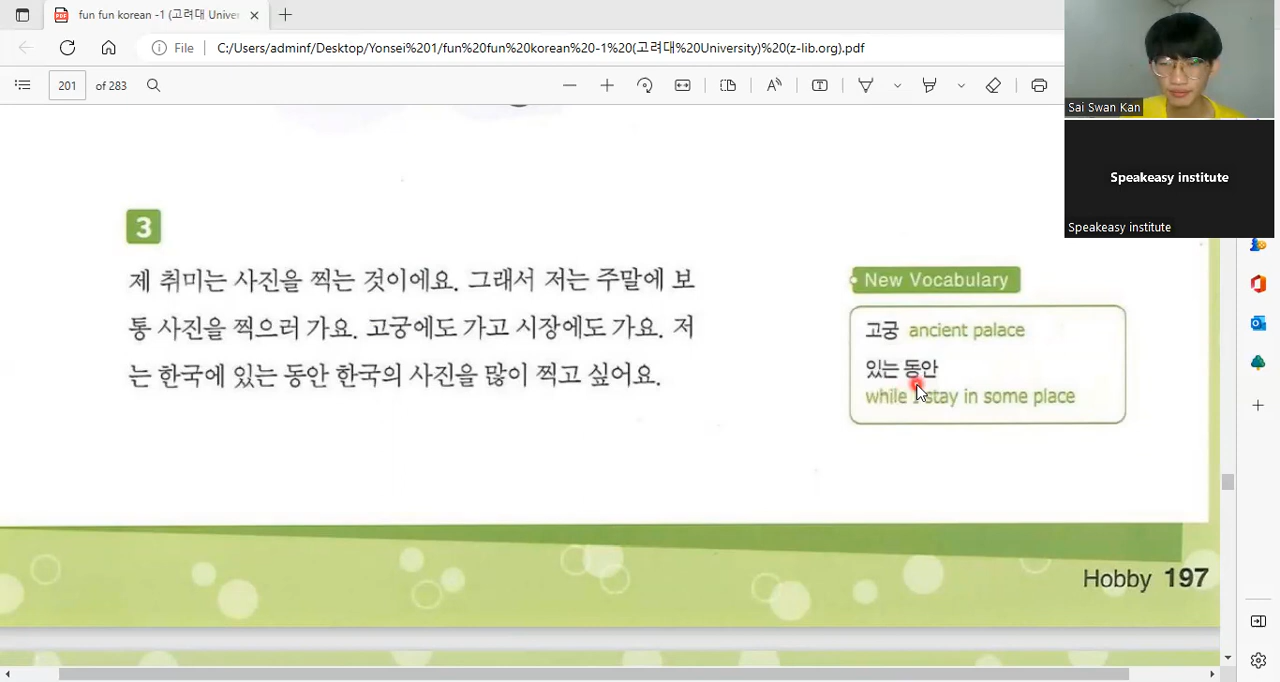 fun fun korean -1 (고려대 Univer
File
C:/Users/adminf/Desktop/Yonsei%201/fun%20fun%20korean%20-1%20(고려대%20University)%20(z-lib.org).pdf
201 of 283
Sai Swan Kan
Speakeasy institute
Speakeasy institute
3
제 취미는 사진을 찍는 것이에요. 그래서 저는 주말에 보
통 사진을 찍으러 가요. 고궁에도 가고 시장에도 가요. 저
는 한국에 있는 동안 한국의 사진을 많이 찍고 싶어요.
New Vocabulary
고궁 ancient palace
있는 동안
while I stay in some place
Hobby 197